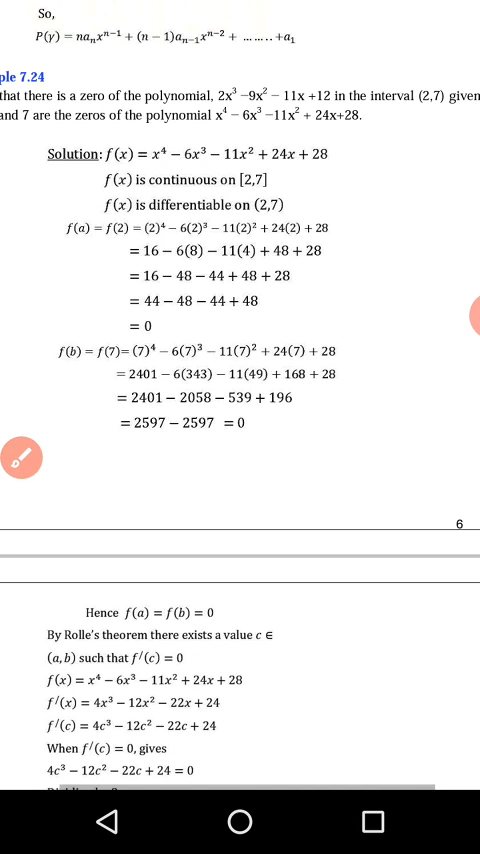 So,
P(y) = naₙxⁿ⁻¹ + (n − 1)aₙ₋₁xⁿ⁻² + …….. +a₁
ple 7.24
that there is a zero of the polynomial, 2x³ −9x² − 11x +12 in the interval (2,7) given
and 7 are the zeros of the polynomial x⁴ − 6x³ −11x² + 24x+28.
Solution: f(x) = x⁴ − 6x³ − 11x² + 24x + 28
f(x) is continuous on [2,7]
f(x) is differentiable on (2,7)
f(a) = f(2) = (2)⁴ − 6(2)³ − 11(2)² + 24(2) + 28
= 16 − 6(8) − 11(4) + 48 + 28
= 16 − 48 − 44 + 48 + 28
= 44 − 48 − 44 + 48
= 0
f(b) = f(7)= (7)⁴ − 6(7)³ − 11(7)² + 24(7) + 28
= 2401 − 6(343) − 11(49) + 168 + 28
= 2401 − 2058 − 539 + 196
= 2597 − 2597 = 0
6
Hence f(a) = f(b) = 0
By Rolle's theorem there exists a value c ∈
(a, b) such that f′(c) = 0
f(x) = x⁴ − 6x³ − 11x² + 24x + 28
f′(x) = 4x³ − 12x² − 22x + 24
f′(c) = 4c³ − 12c² − 22c + 24
When f′(c) = 0, gives
4c³ − 12c² − 22c + 24 = 0